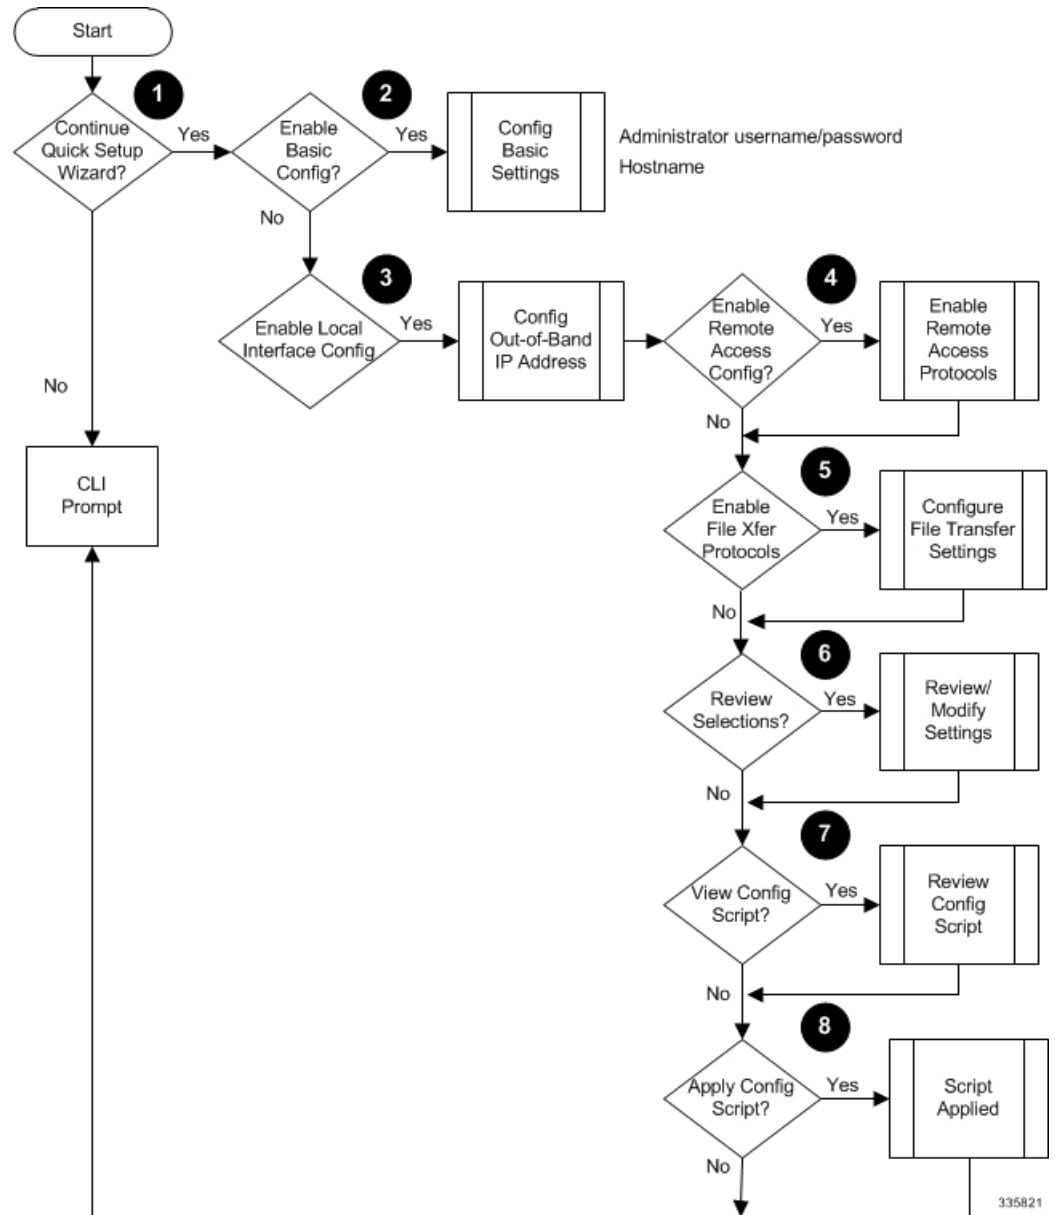 Start
1
Continue
Quick Setup
Wizard?
Yes
2
Enable
Basic
Config?
Yes
Config
Basic
Settings
Administrator username/password
Hostname
No
3
Enable Local
Interface Config
Yes
Config
Out-of-Band
IP Address
4
Enable
Remote
Access
Config?
Yes
Enable
Remote
Access
Protocols
No
No
CLI
Prompt
5
Enable
File Xfer
Protocols
Yes
Configure
File Transfer
Settings
No
6
Review
Selections?
Yes
Review/
Modify
Settings
No
7
View Config
Script?
Yes
Review
Config
Script
No
8
Apply Config
Script?
Yes
Script
Applied
No
335821